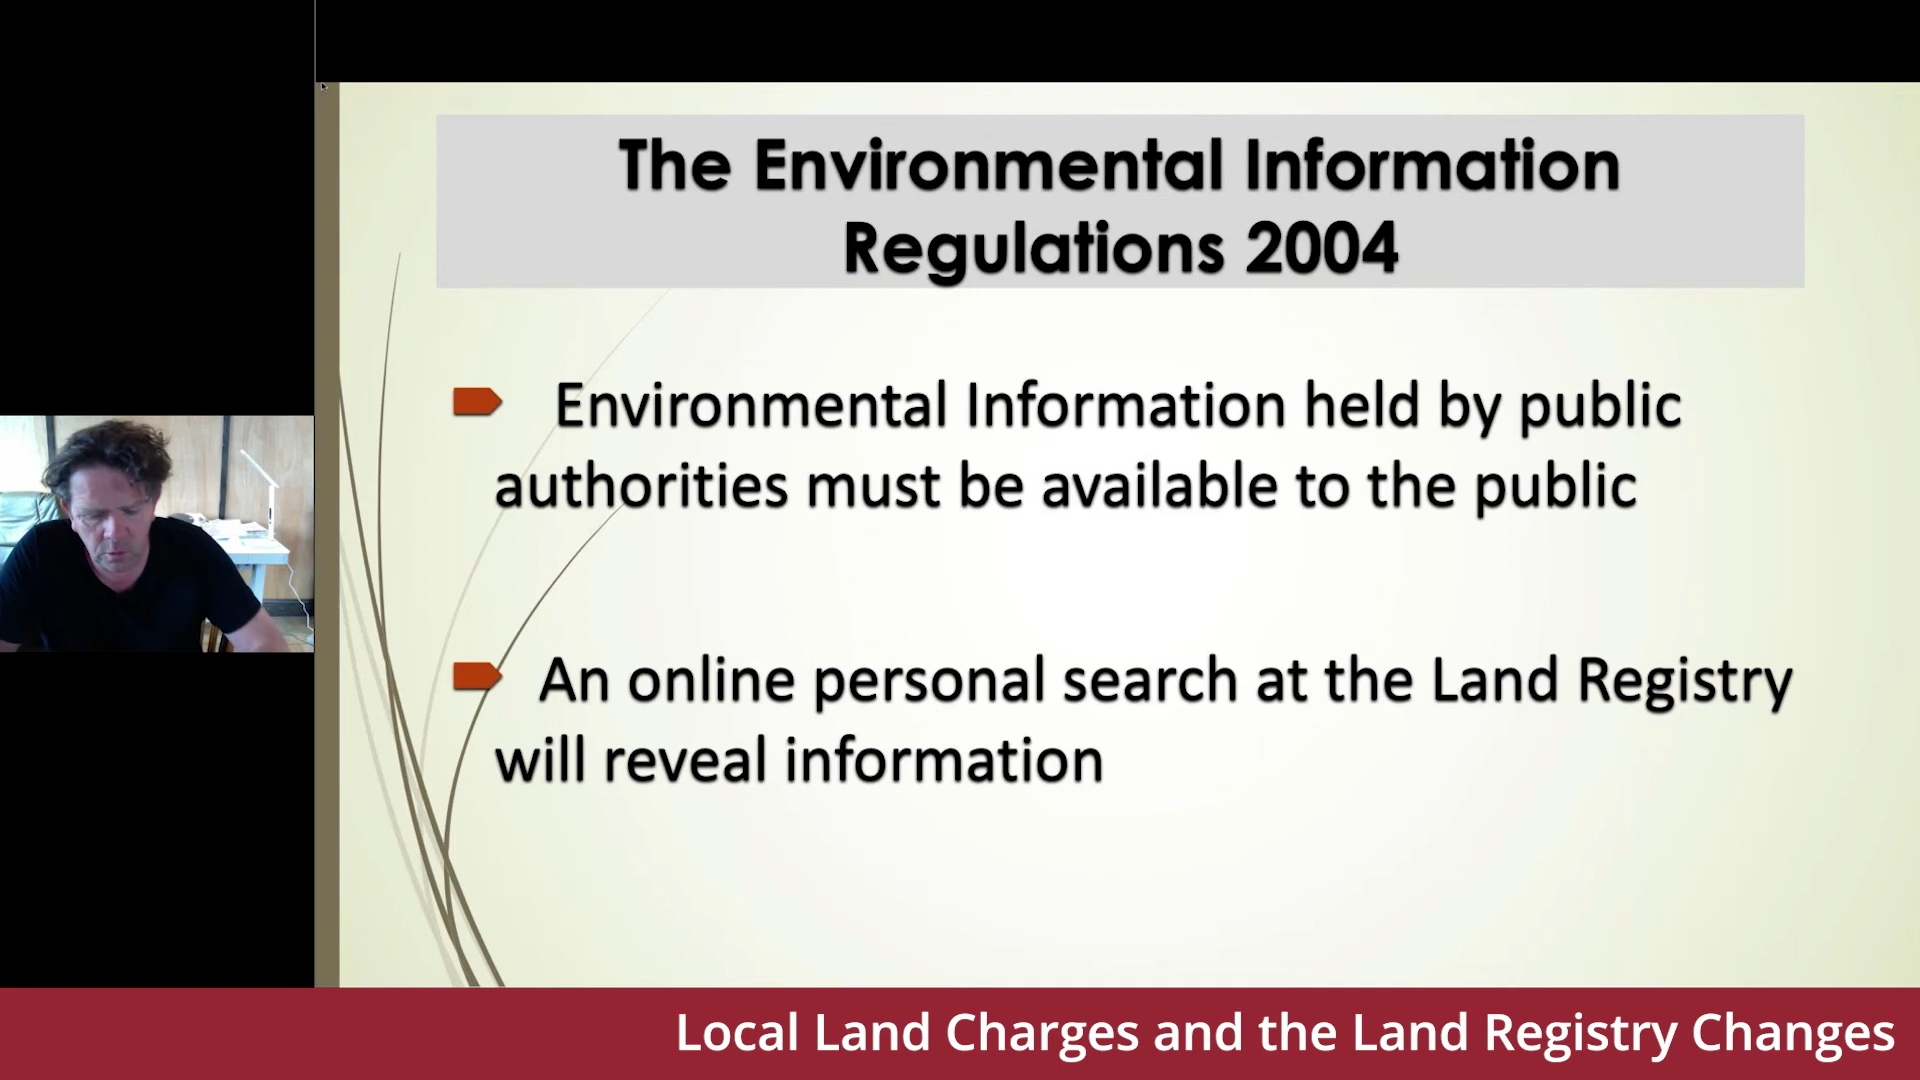 The Environmental Information
Regulations 2004
Environmental Information held by public
authorities must be available to the public
An online personal search at the Land Registry
will reveal information
Local Land Charges and the Land Registry Changes